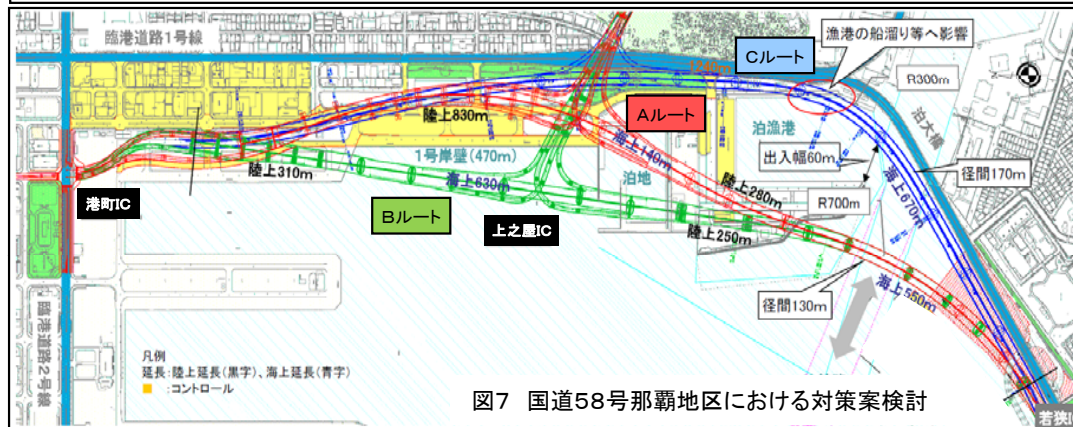 臨港道路1号線
1240m
Cルート
漁港の船溜り等へ影響
R300m
泊大橋
陸上830m
Aルート
泊漁港
海上140m
1号岸壁(470m)
出入幅60m
径間170m
陸上310m
海上630m
泊地
陸上280m
海上670m
港町IC
R700m
Bルート
上之屋IC
陸上250m
径間130m
海上550m
臨港道路2号線
凡例
延長:陸上延長(黒字)、海上延長(青字)
:コントロール
図7 国道58号那覇地区における対策案検討
若狭I